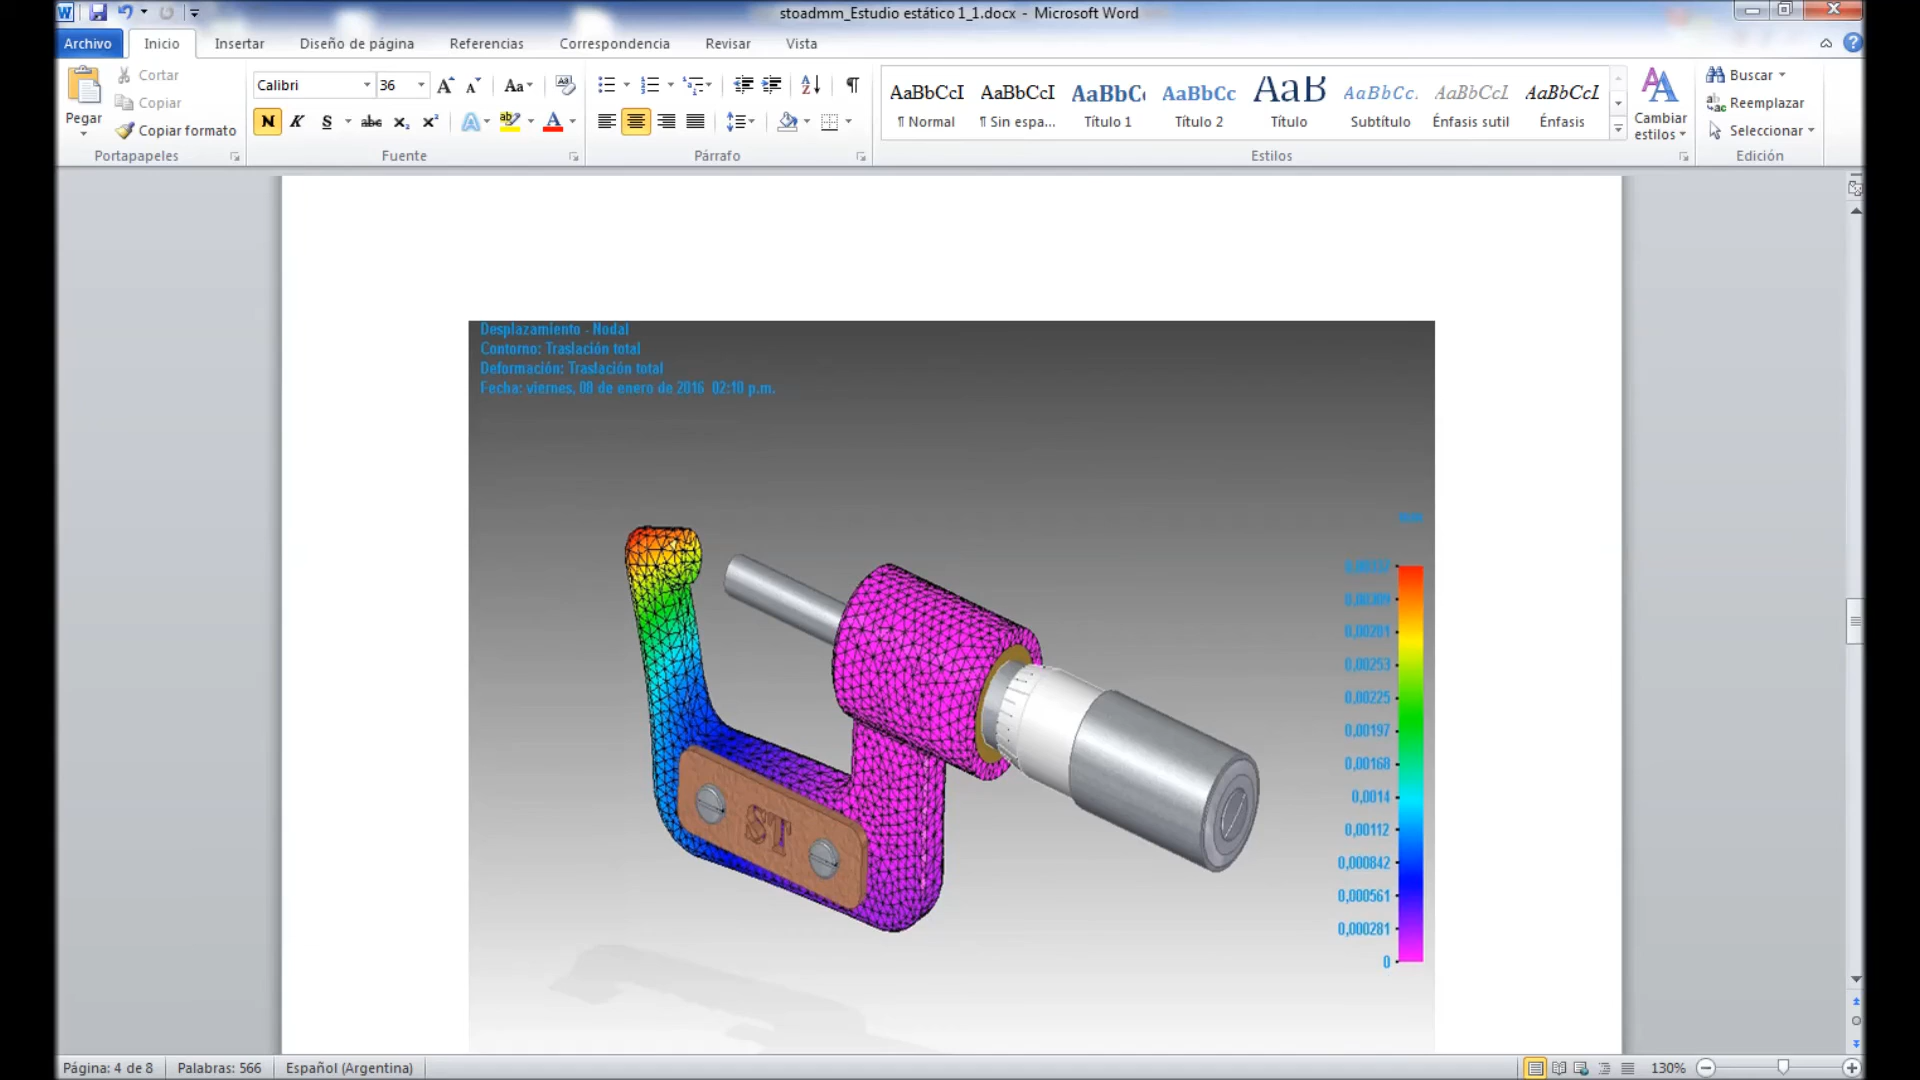 stoadmm_Estudio estático 1_1.docx - Microsoft Word
Archivo Inicio Insertar Diseño de página Referencias Correspondencia Revisar Vista
Pegar
Cortar
Copiar
Copiar formato
Portapapeles
Calibri 36
Fuente
Párrafo
AaBbCcI AaBbCcI AaBbC AaBbCc AaB AaBbCc. AaBbCcI AaBbCcI
¶ Normal ¶ Sin espa... Título 1 Título 2 Título Subtítulo Énfasis sutil Énfasis
Estilos
Cambiar
estilos
Buscar
Reemplazar
Seleccionar
Edición
Desplazamiento - Nodal
Contorno: Traslación total
Deformación: Traslación total
Fecha: viernes, 08 de enero de 2016 02:10 p.m.
0,00309
0,00281
0,00253
0,00225
0,00197
0,00168
0,0014
0,00112
0,000842
0,000561
0,000281
0
ST
Página: 4 de 8 Palabras: 566 Español (Argentina) 130%